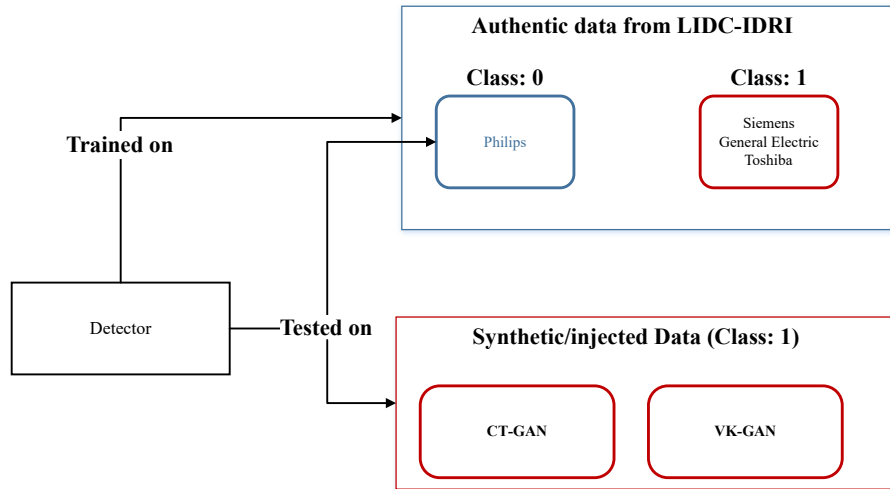 Authentic data from LIDC-IDRI
Class: 0
Class: 1
Philips
Siemens
General Electric
Toshiba
Trained on
Detector
Tested on
Synthetic/injected Data (Class: 1)
CT-GAN
VK-GAN